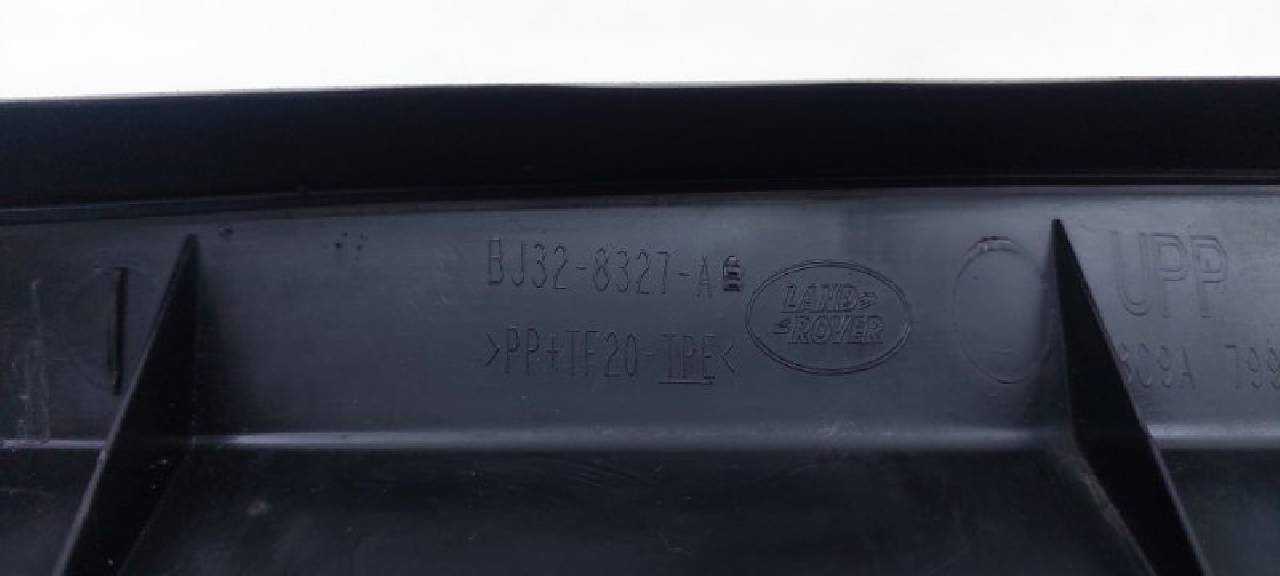 BJ32-8327-A
>PP+TF20-TPE<
LAND
ROVER
UPP